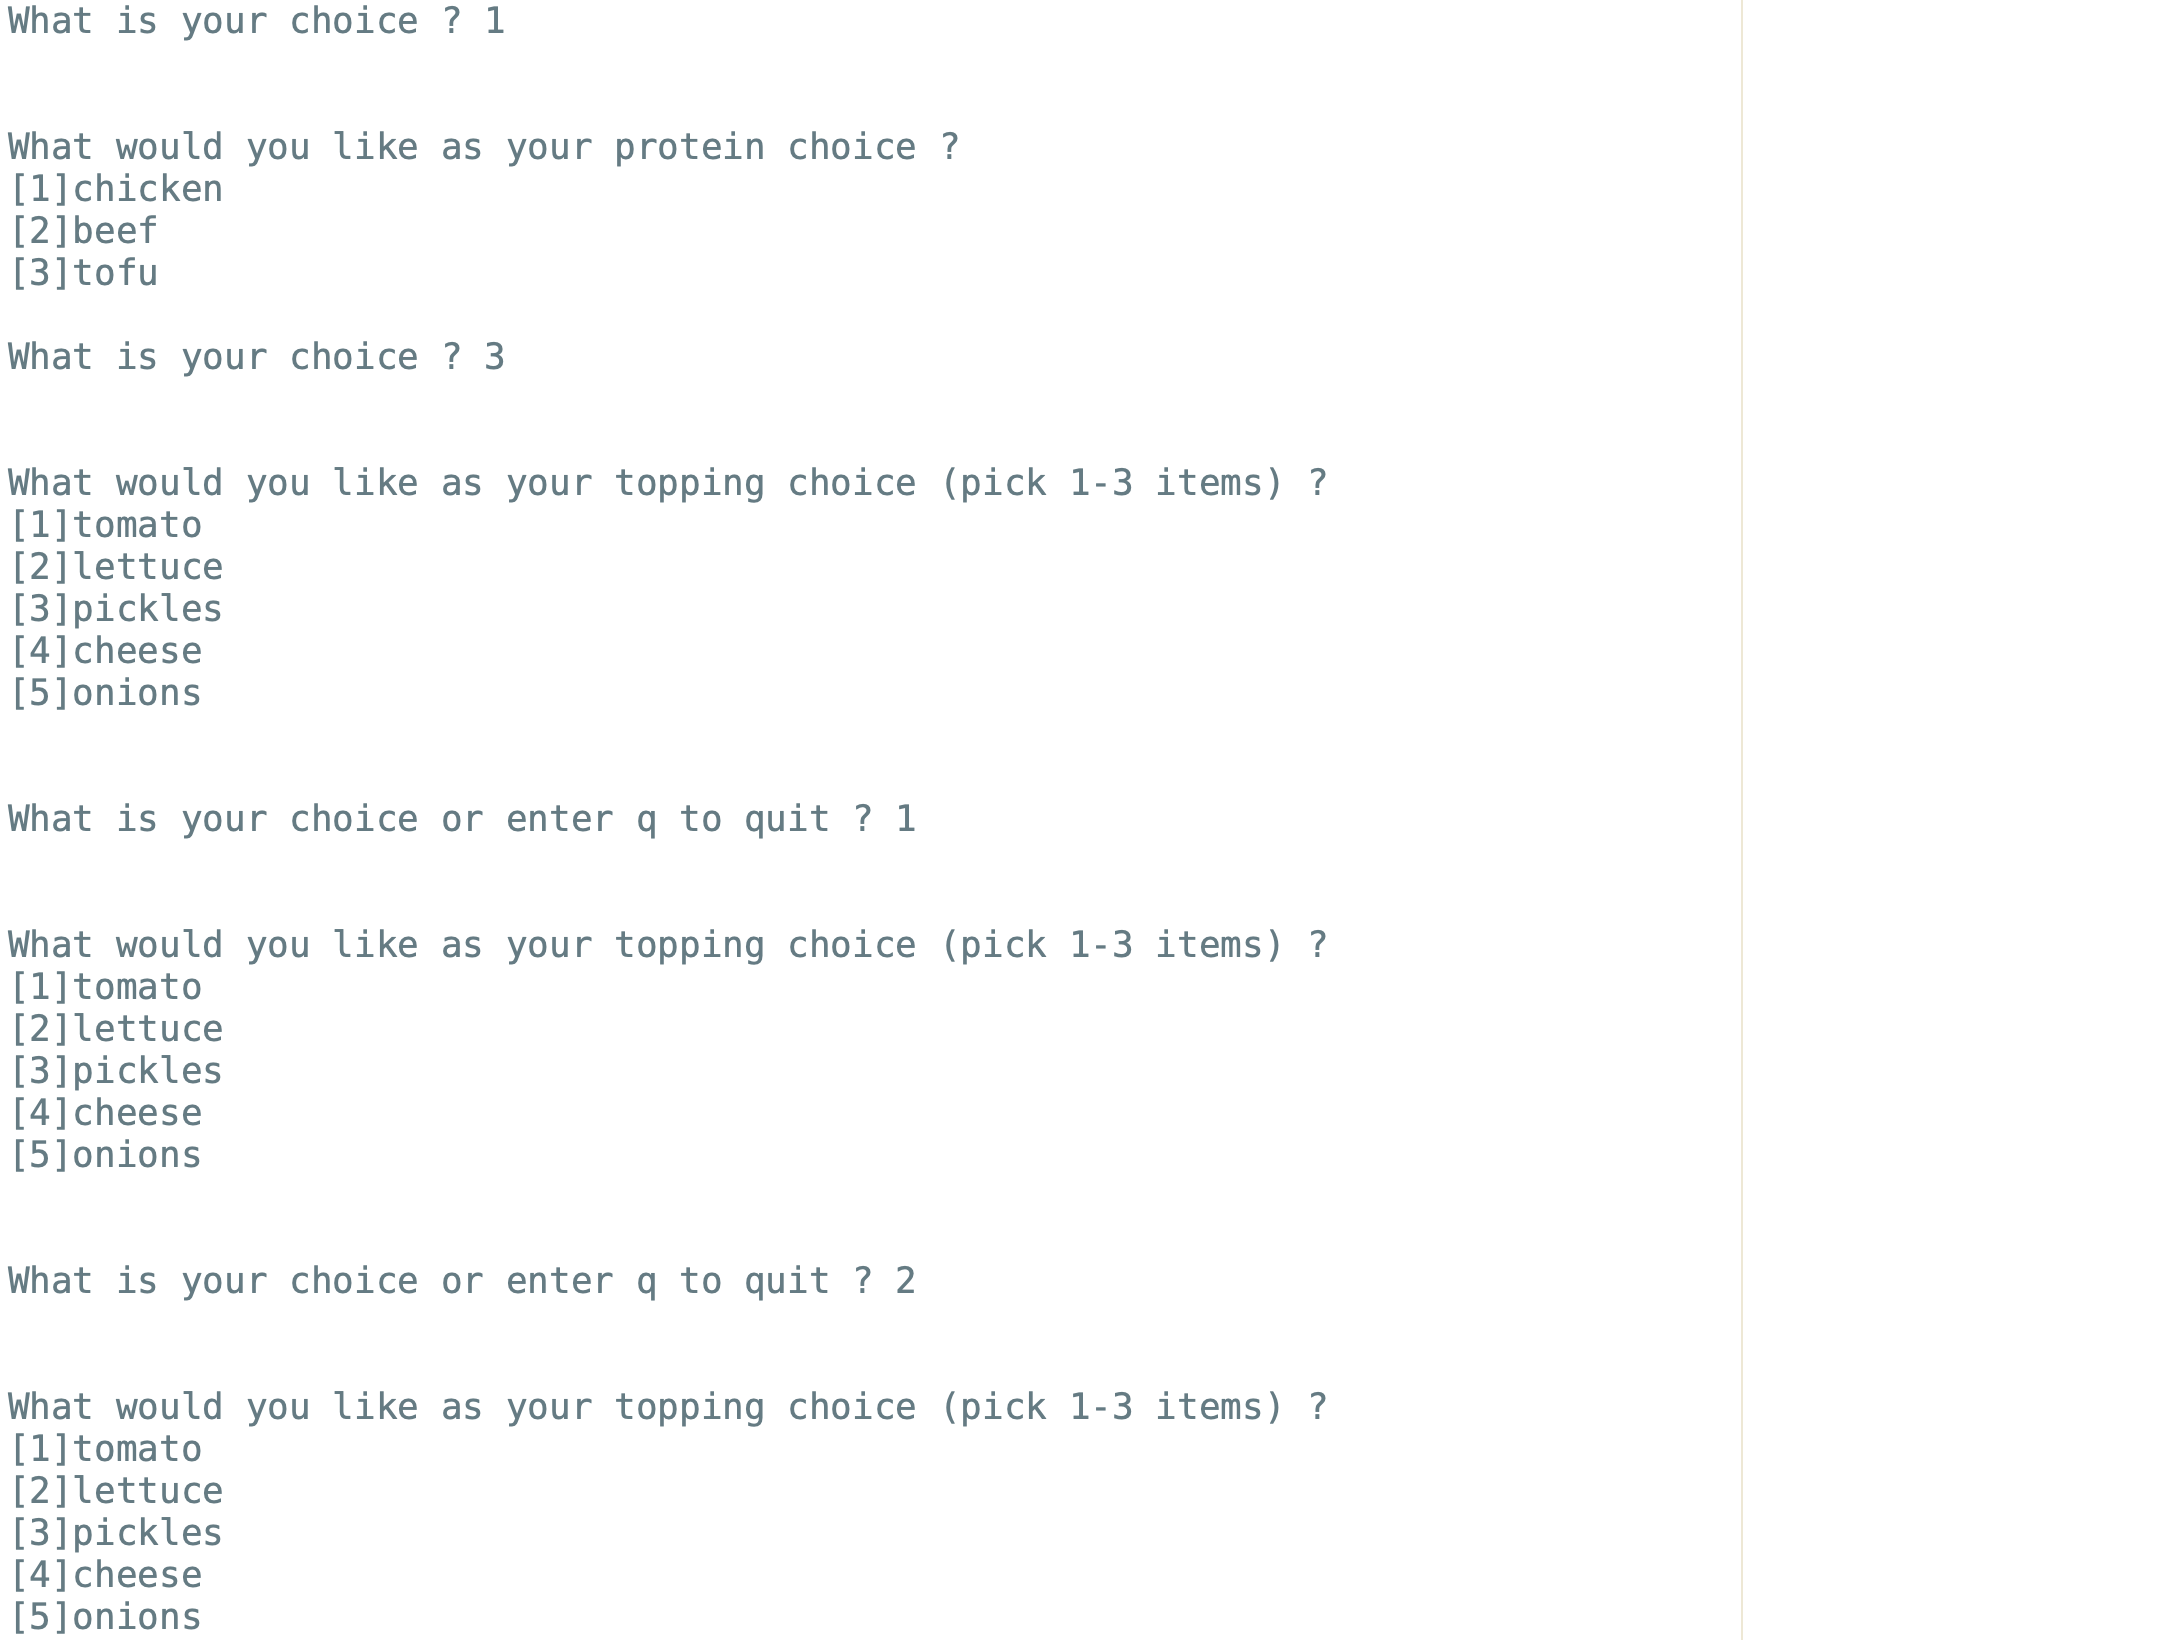 What is your choice ? 1
What would you like as your protein choice ?
[1]chicken
[2]beef
[3]tofu
What is your choice ? 3
What would you like as your topping choice (pick 1-3 items) ?
[1]tomato
[2]lettuce
[3]pickles
[4]cheese
[5]onions
What is your choice or enter q to quit ? 1
What would you like as your topping choice (pick 1-3 items) ?
[1]tomato
[2]lettuce
[3]pickles
[4]cheese
[5]onions
What is your choice or enter q to quit ? 2
What would you like as your topping choice (pick 1-3 items) ?
[1]tomato
[2]lettuce
[3]pickles
[4]cheese
[5]onions